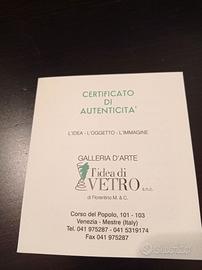 CERTIFICATO
DI
AUTENTICITA'
L'IDEA - L'OGGETTO - L'IMMAGINE
GALLERIA D'ARTE
l'idea di
VETRO s.n.c.
di Fiorentino M. & C.
Corso del Popolo, 101 - 103
Venezia - Mestre (Italy)
Tel. 041 975287 - 041 5319174
Fax 041 975287
subito